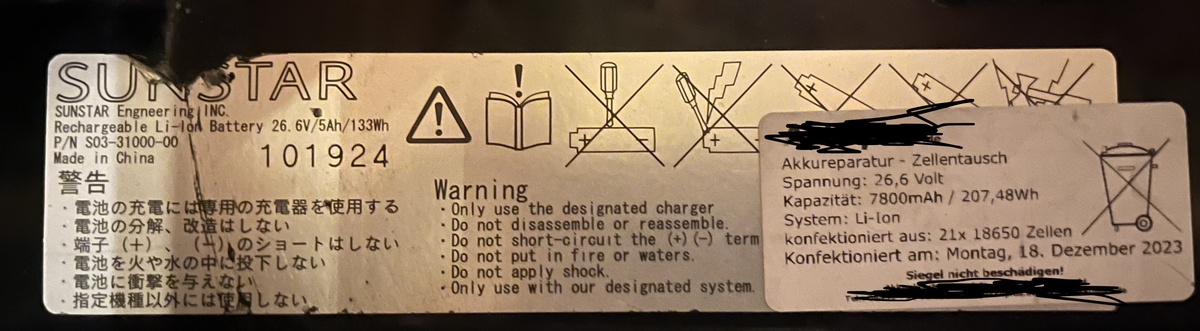 SUNSTAR
SUNSTAR Engneering INC.
Rechargeable Li-Ion Battery 26.6V/5Ah/133Wh
P/N S03-31000-00
Made in China
101924
警告
・電池の充電には専用の充電器を使用する
・電池の分解、改造はしない
・端子（+）、（−）のショートはしない
・電池を火や水の中に投下しない
・電池に衝撃を与えない
・指定機種以外には使用しない
Warning
・Only use the designated charger
・Do not disassemble or reassemble.
・Do not short-circuit the (+)(-) term
・Do not put in fire or waters.
・Do not apply shock.
・Only use with our designated system.
Akkureparatur - Zellentausch
Spannung: 26,6 Volt
Kapazität: 7800mAh / 207,48Wh
System: Li-Ion
konfektioniert aus: 21x 18650 Zellen
Konfektioniert am: Montag, 18. Dezember 2023
Siegel nicht beschädigen!